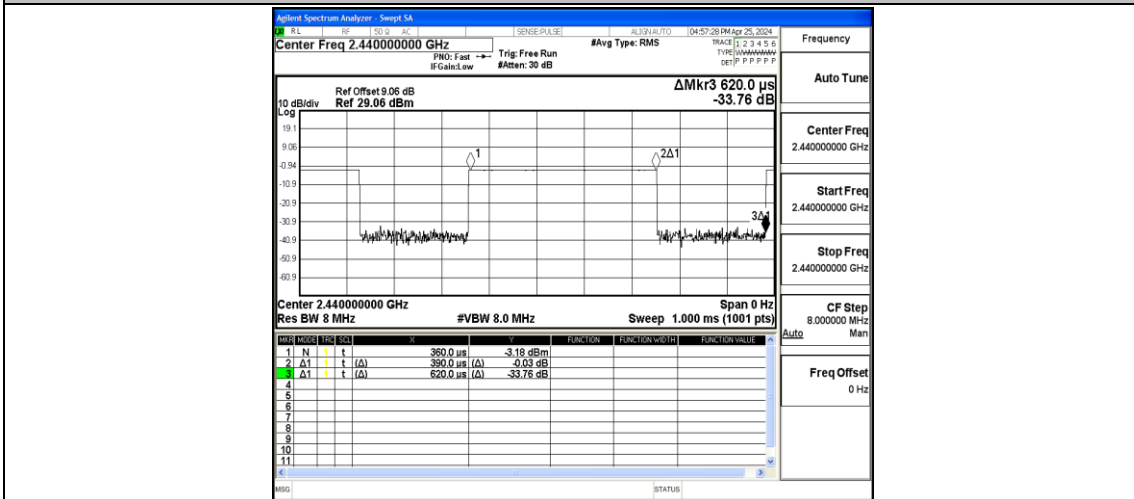 Agilent Spectrum Analyzer - Swept SA
RL RF 50 Ω AC SENSE:PULSE ALIGNAUTO 04:57:28 PM Apr 25, 2024
Center Freq 2.440000000 GHz #Avg Type: RMS TRACE 1 2 3 4 5 6
PNO: Fast Trig: Free Run TYPE
IFGain:Low #Atten: 30 dB DET P P P P P P
ΔMkr3 620.0 µs
-33.76 dB
Ref Offset 9.06 dB
10 dB/div Ref 29.06 dBm
Log
19.1
9.06
-0.94
-10.9
-20.9
-30.9
-40.9
-50.9
-60.9
1
2Δ1
3Δ1
Center 2.440000000 GHz Span 0 Hz
Res BW 8 MHz #VBW 8.0 MHz Sweep 1.000 ms (1001 pts)
MKR MODE TRC SCL X Y FUNCTION FUNCTION WIDTH FUNCTION VALUE
1 N 1 t 360.0 µs -3.18 dBm
2 Δ1 1 t (Δ) 390.0 µs (Δ) -0.03 dB
3 Δ1 1 t (Δ) 620.0 µs (Δ) -33.76 dB
4
5
6
7
8
9
10
11
MSG STATUS
Frequency
Auto Tune
Center Freq
2.440000000 GHz
Start Freq
2.440000000 GHz
Stop Freq
2.440000000 GHz
CF Step
8.000000 MHz
Auto Man
Freq Offset
0 Hz